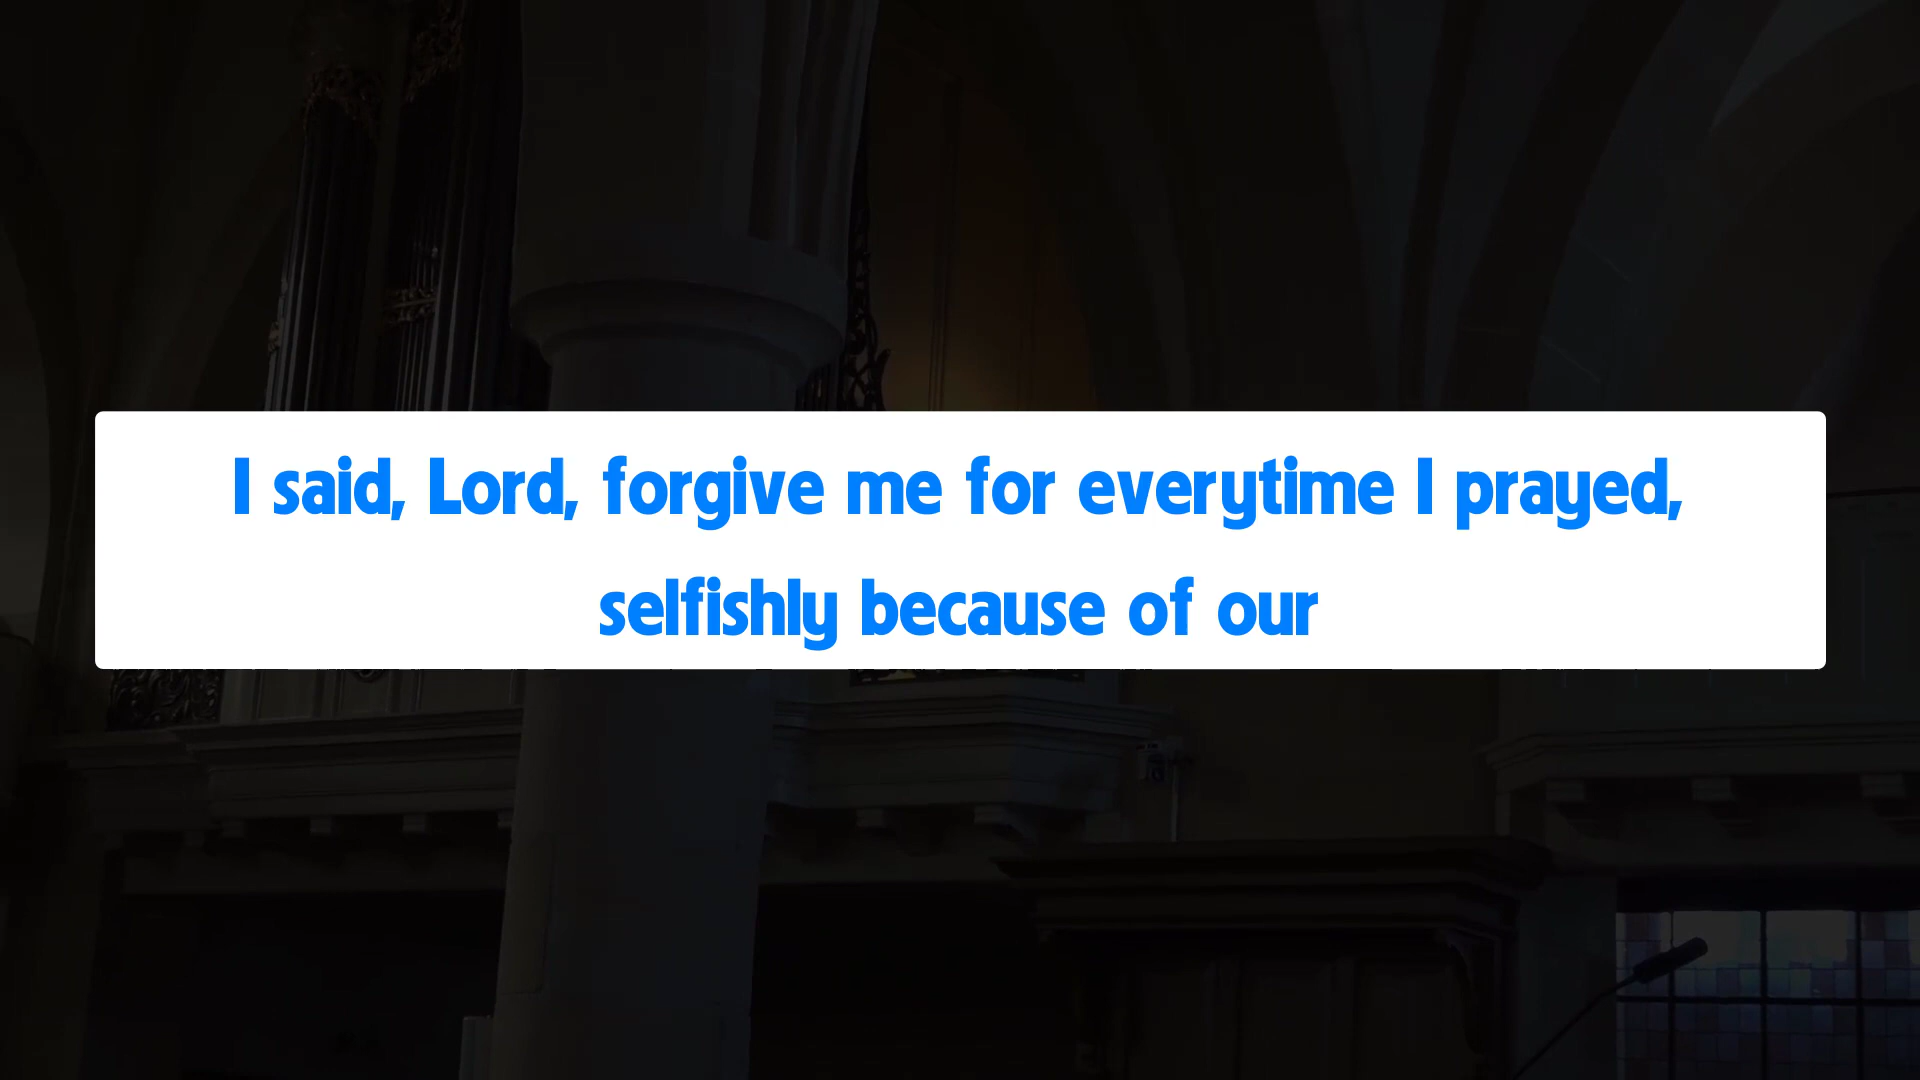 I said, Lord, forgive me for everytime I prayed,
selfishly because of our